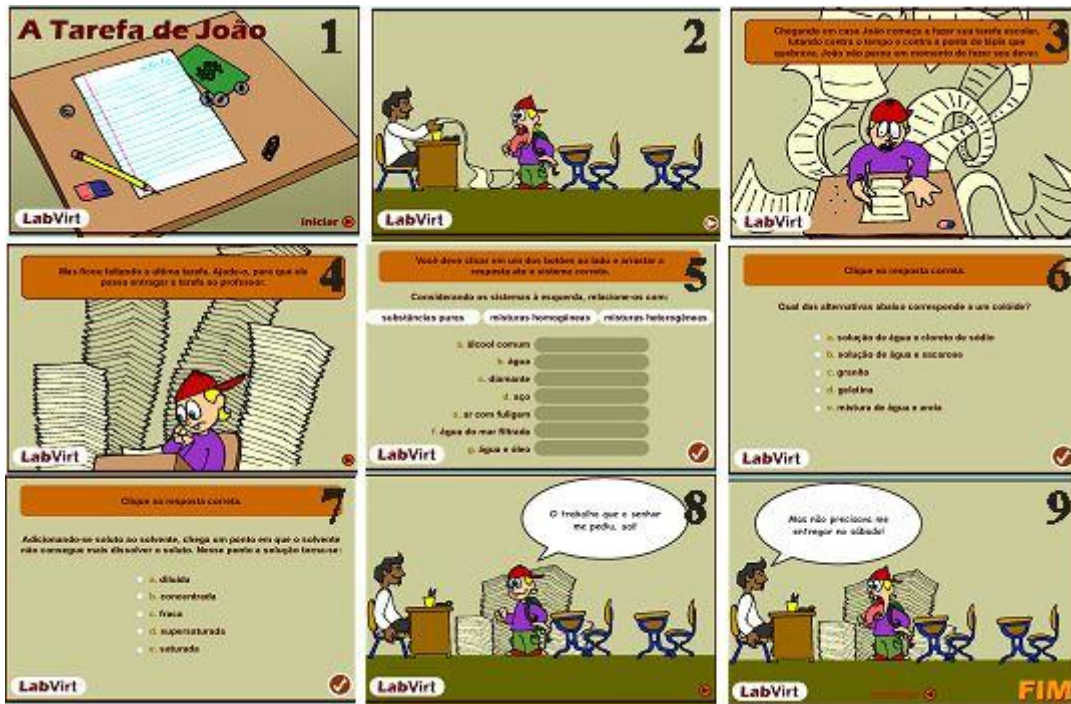 A Tarefa de João
1
LabVirt
Iniciar
2
LabVirt
3
Chegando em casa João começa a fazer sua tarefa escolar,
lutando contra o tempo e contra a ponta do lápis que
quebrava, João não parou um momento de fazer seu dever.
LabVirt
4
Mas ficou faltando a última tarefa. Ajude-o, para que ele
possa entregar a tarefa ao professor.
LabVirt
5
Você deve clicar em um dos botões ao lado e arrastar a
resposta até o sistema correto.
Considerando os sistemas à esquerda, relacione-os com:
substâncias puras misturas homogêneas misturas heterogêneas
a. álcool comum
b. água
c. diamante
d. aço
e. ar com fuligem
f. água do mar filtrada
g. água e óleo
LabVirt
6
Clique na resposta correta.
Qual das alternativas abaixo corresponde a um colóide?
a. solução de água e cloreto de sódio
b. solução de água e sacarose
c. granito
d. gelatina
e. mistura de água e areia
LabVirt
7
Clique na resposta correta.
Adicionando-se soluto ao solvente, chega um ponto em que o solvente
não consegue mais dissolver o soluto. Nesse ponto a solução torna-se:
a. diluída
b. concentrada
c. fraca
d. supersaturada
e. saturada
LabVirt
8
O trabalho que o senhor
me pediu, sai!
LabVirt
9
Mas não precisava me
entregar no sábado!
LabVirt
FIM